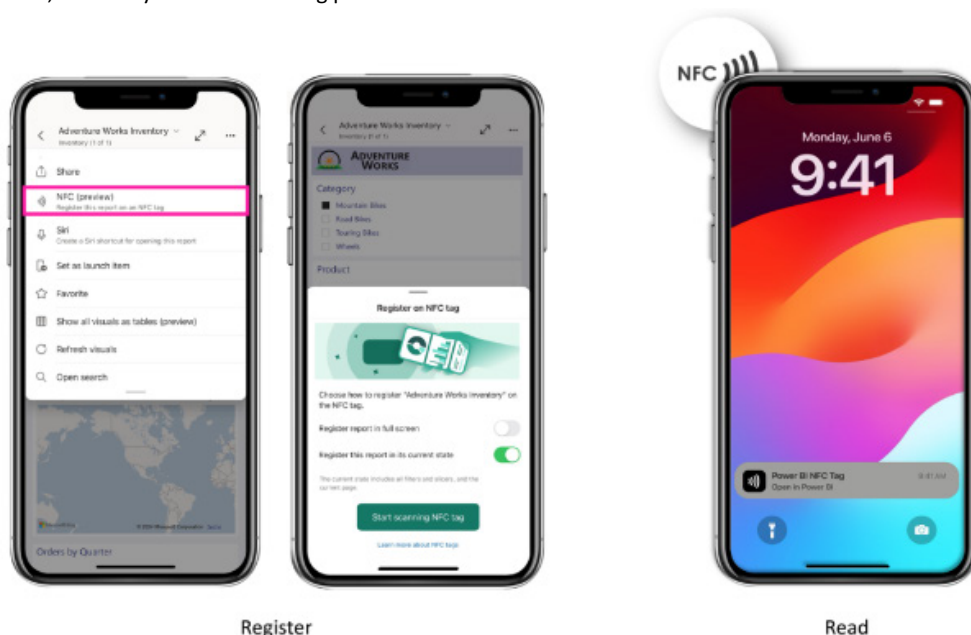 Adventure Works Inventory
Inventory (1 of 1)
Share
NFC (preview)
Register this report on an NFC tag
Siri
Create a Siri shortcut for opening this report
Set as launch item
Favorite
Show all visuals as tables (preview)
Refresh visuals
Open search
Orders by Quarter
Adventure Works Inventory
Inventory (1 of 1)
ADVENTURE
WORKS
Category
Mountain Bikes
Road Bikes
Touring Bikes
Wheels
Product
Register on NFC tag
Choose how to register "Adventure Works Inventory" on
the NFC tag.
Register report in full screen
Register this report in its current state
The current state includes all filters and slicers, and the
current page.
Start scanning NFC tag
Learn more about NFC tags
Register
NFC
Monday, June 6
9:41
Power BI NFC Tag
9:41 AM
Open in Power BI
Read